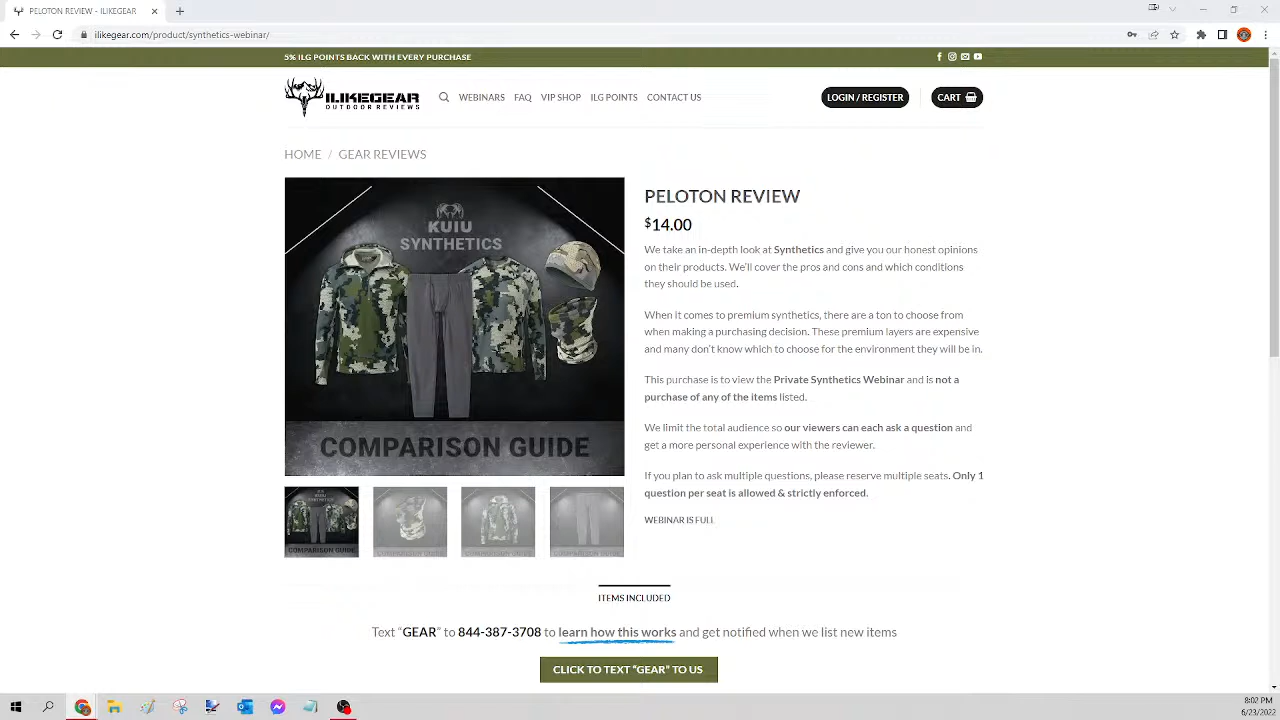 PELOTON REVIEW - ILIKEGEAR
ilikegear.com/product/synthetics-webinar/
5% ILG POINTS BACK WITH EVERY PURCHASE
ILIKEGEAR
OUTDOOR REVIEWS
WEBINARS FAQ VIP SHOP ILG POINTS CONTACT US
LOGIN / REGISTER
CART
HOME / GEAR REVIEWS
KUIU
SYNTHETICS
COMPARISON GUIDE
PELOTON REVIEW
$14.00
We take an in-depth look at Synthetics and give you our honest opinions
on their products. We'll cover the pros and cons and which conditions
they should be used.
When it comes to premium synthetics, there are a ton to choose from
when making a purchasing decision. These premium layers are expensive
and many don't know which to choose for the environment they will be in.
This purchase is to view the Private Synthetics Webinar and is not a
purchase of any of the items listed.
We limit the total audience so our viewers can each ask a question and
get a more personal experience with the reviewer.
If you plan to ask multiple questions, please reserve multiple seats. Only 1
question per seat is allowed & strictly enforced.
WEBINAR IS FULL
KUIU
SYNTHETICS
COMPARISON GUIDE
ITEMS INCLUDED
Text “GEAR” to 844-387-3708 to learn how this works and get notified when we list new items
CLICK TO TEXT “GEAR” TO US
8:02 PM
6/23/2022